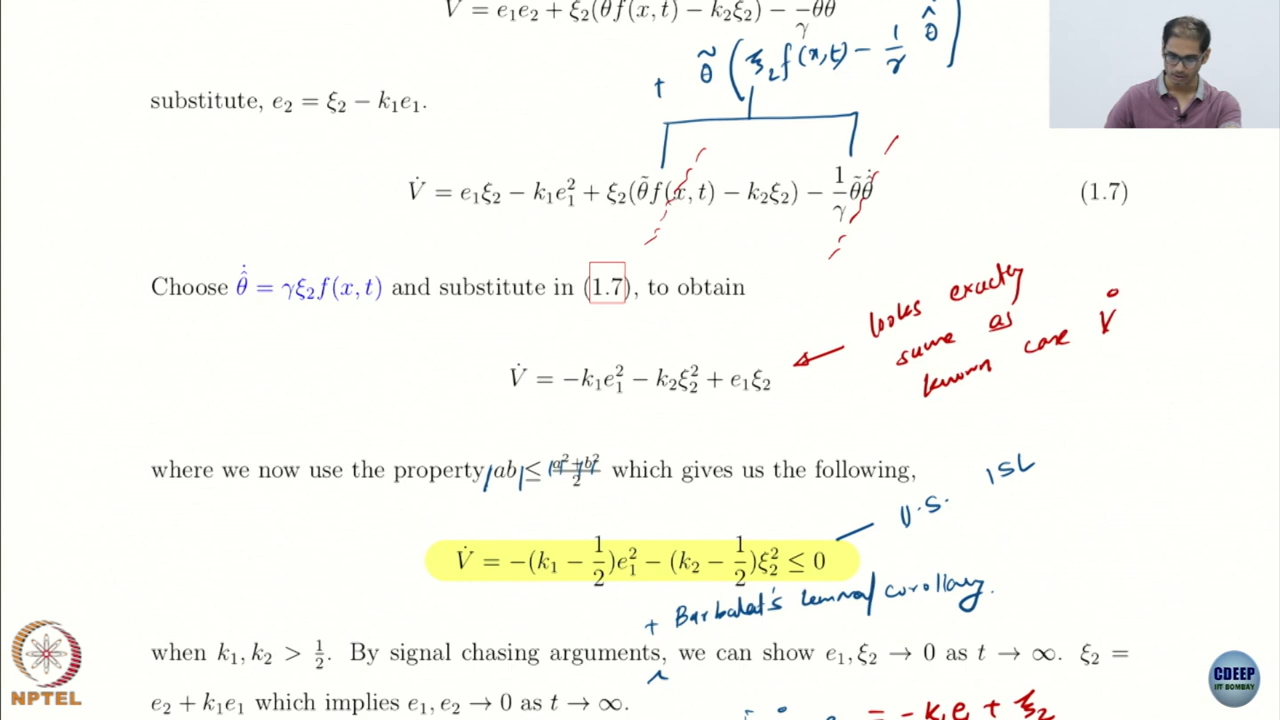 V̇ = e₁e₂ + ξ₂(θ̃f(x, t) − k₂ξ₂) − 1/γ θ̃θ̂̇
+ θ̃ (ξ₂f(x,t) − 1/γ θ̂̇)
substitute, e₂ = ξ₂ − k₁e₁.
V̇ = e₁ξ₂ − k₁e₁² + ξ₂(θ̃f(x, t) − k₂ξ₂) − 1/γ θ̃θ̂̇ (1.7)
Choose θ̂̇ = γξ₂f(x, t) and substitute in (1.7), to obtain
looks exactly
same as
known case V̇
V̇ = −k₁e₁² − k₂ξ₂² + e₁ξ₂
where we now use the property |ab| ≤ |a² + b²|/2 which gives us the following,
U.S. ISL
V̇ = −(k₁ − 1/2)e₁² − (k₂ − 1/2)ξ₂² ≤ 0
+ Barbalat's lemma/corollary.
when k₁, k₂ > 1/2. By signal chasing arguments, we can show e₁, ξ₂ → 0 as t → ∞. ξ₂ =
e₂ + k₁e₁ which implies e₁, e₂ → 0 as t → ∞.
= −k₁e₁ + ξ₂
NPTEL
CDEEP
IIT BOMBAY